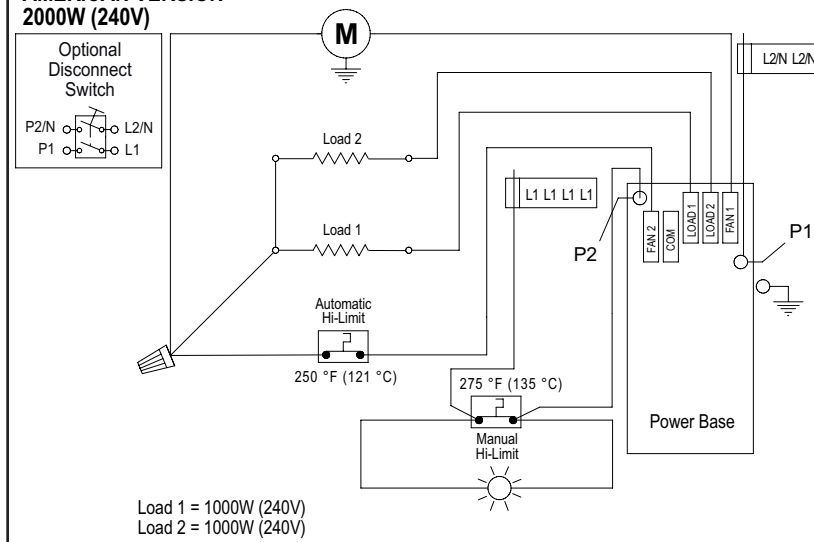 2000W (240V)
Optional
Disconnect
Switch
P2/N L2/N
P1 L1
M
L2/N L2/N
Load 2
L1 L1 L1 L1
Load 1
P2
FAN 2
COM
LOAD 1
LOAD 2
FAN 1
P1
Automatic
Hi-Limit
250 °F (121 °C)
275 °F (135 °C)
Manual
Hi-Limit
Power Base
Load 1 = 1000W (240V)
Load 2 = 1000W (240V)